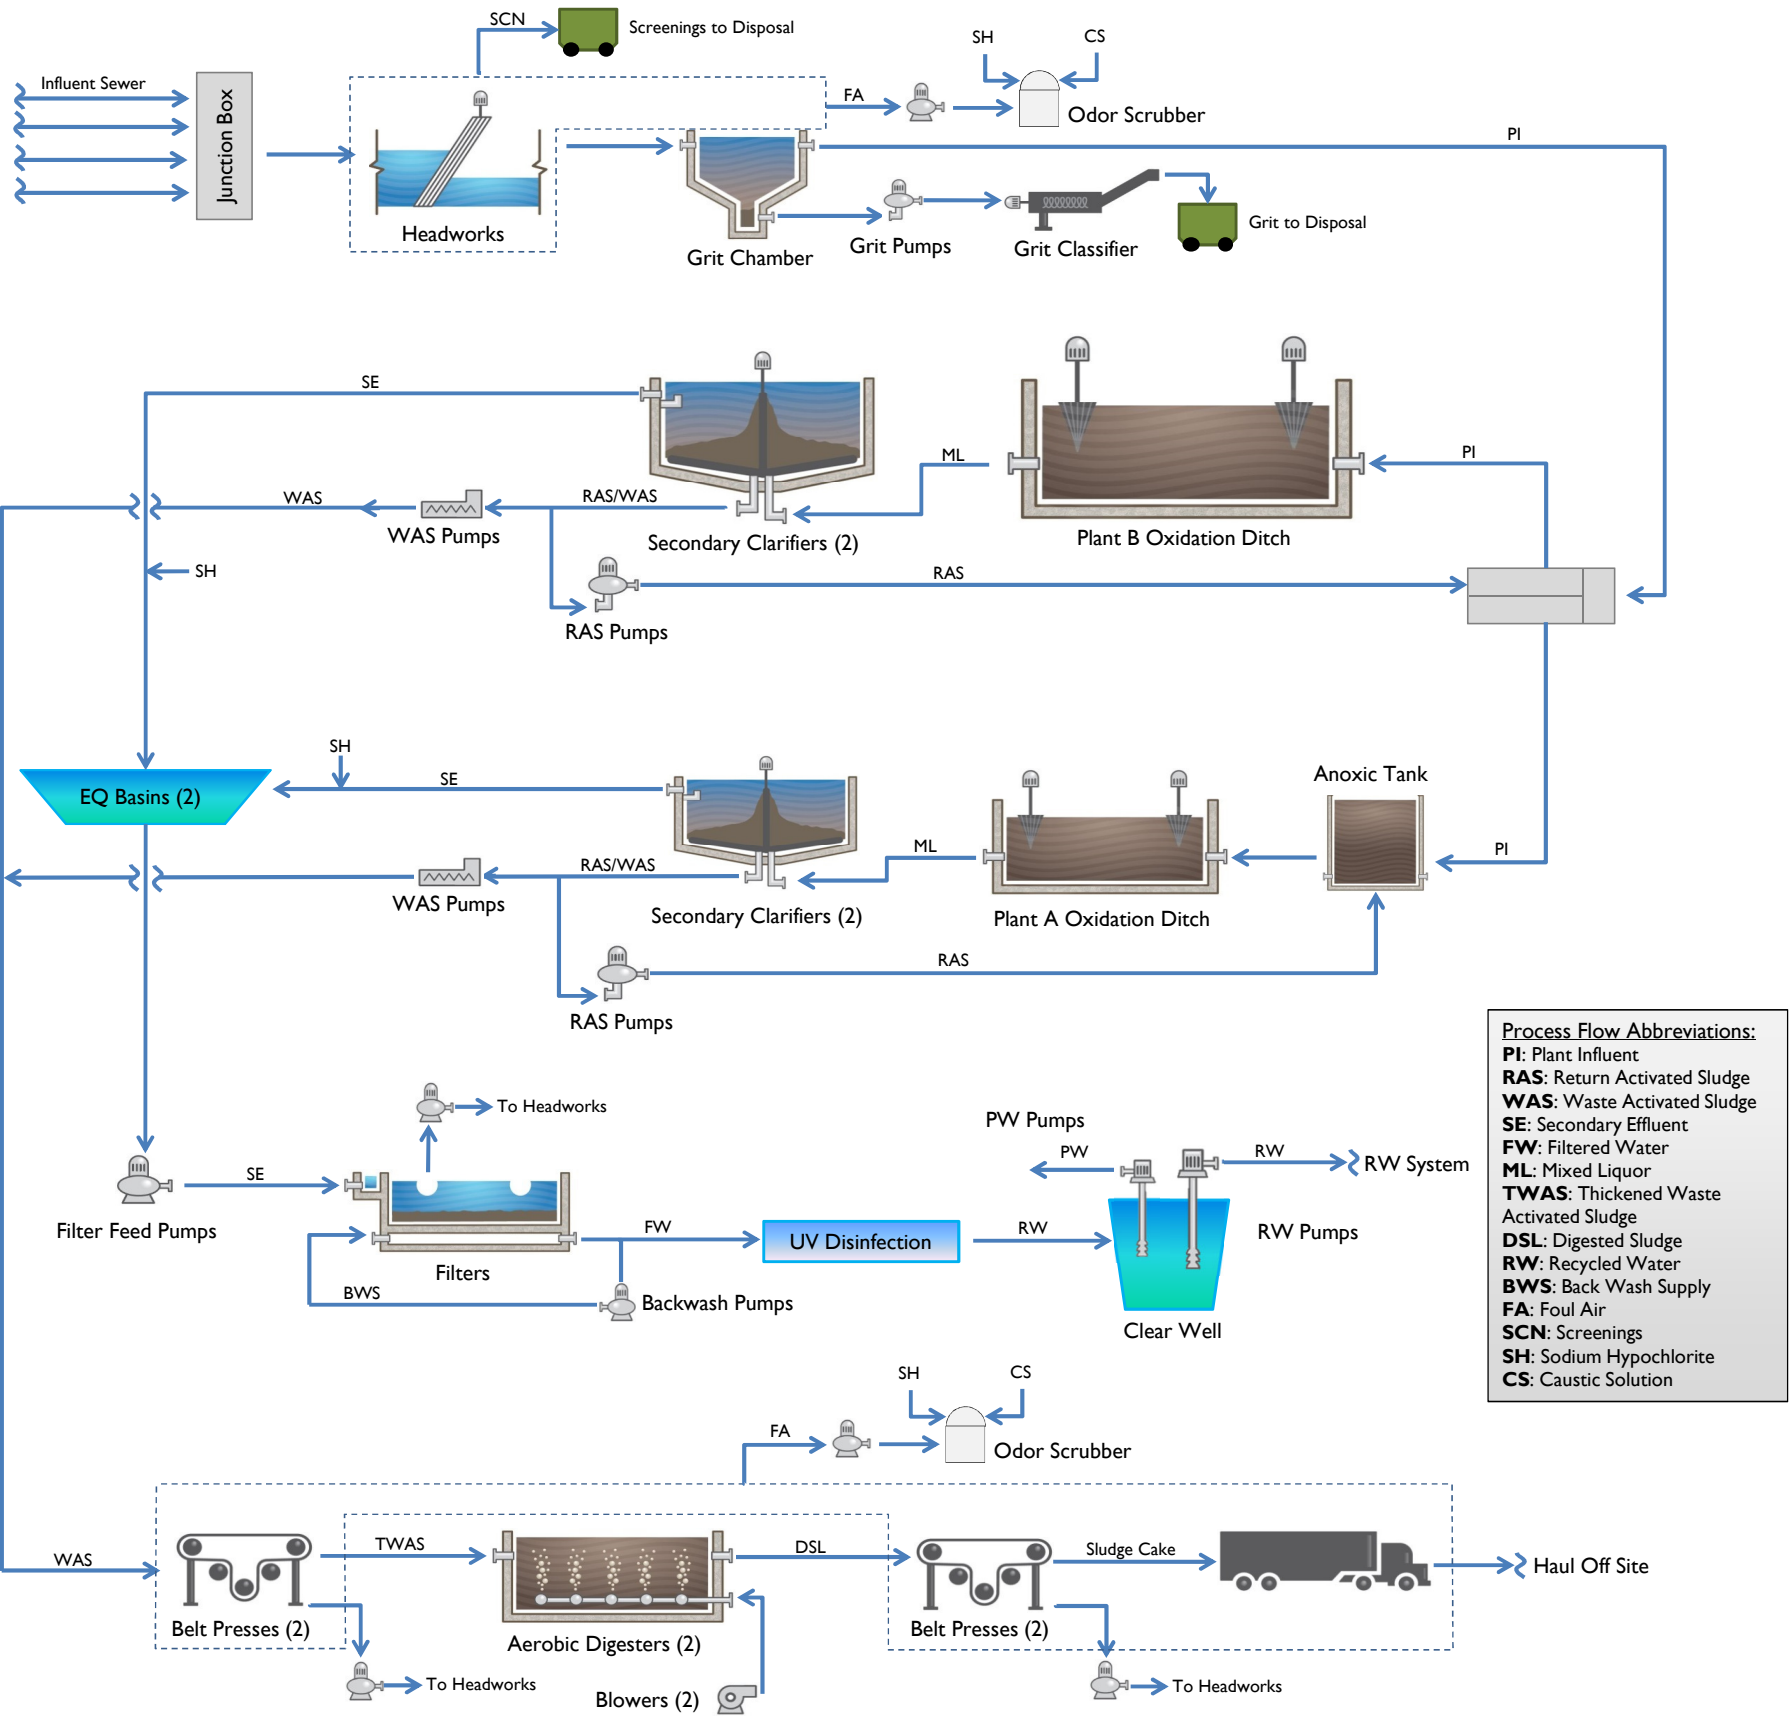 SCN
Screenings to Disposal
SH
CS
Influent Sewer
FA
Junction Box
Odor Scrubber
PI
Headworks
Grit Chamber
Grit Pumps
Grit Classifier
Grit to Disposal
SE
ML
PI
WAS
RAS/WAS
WAS Pumps
Secondary Clarifiers (2)
Plant B Oxidation Ditch
SH
RAS
RAS Pumps
SH
SE
Anoxic Tank
EQ Basins (2)
ML
PI
RAS/WAS
WAS Pumps
Secondary Clarifiers (2)
Plant A Oxidation Ditch
RAS
RAS Pumps
Process Flow Abbreviations:
PI: Plant Influent
RAS: Return Activated Sludge
WAS: Waste Activated Sludge
SE: Secondary Effluent
FW: Filtered Water
ML: Mixed Liquor
TWAS: Thickened Waste
Activated Sludge
DSL: Digested Sludge
RW: Recycled Water
BWS: Back Wash Supply
FA: Foul Air
SCN: Screenings
SH: Sodium Hypochlorite
CS: Caustic Solution
To Headworks
PW Pumps
PW
RW
RW System
SE
Filter Feed Pumps
FW
UV Disinfection
RW
RW Pumps
Filters
BWS
Backwash Pumps
Clear Well
SH
CS
FA
Odor Scrubber
WAS
TWAS
DSL
Sludge Cake
Haul Off Site
Belt Presses (2)
Aerobic Digesters (2)
Belt Presses (2)
To Headworks
Blowers (2)
To Headworks